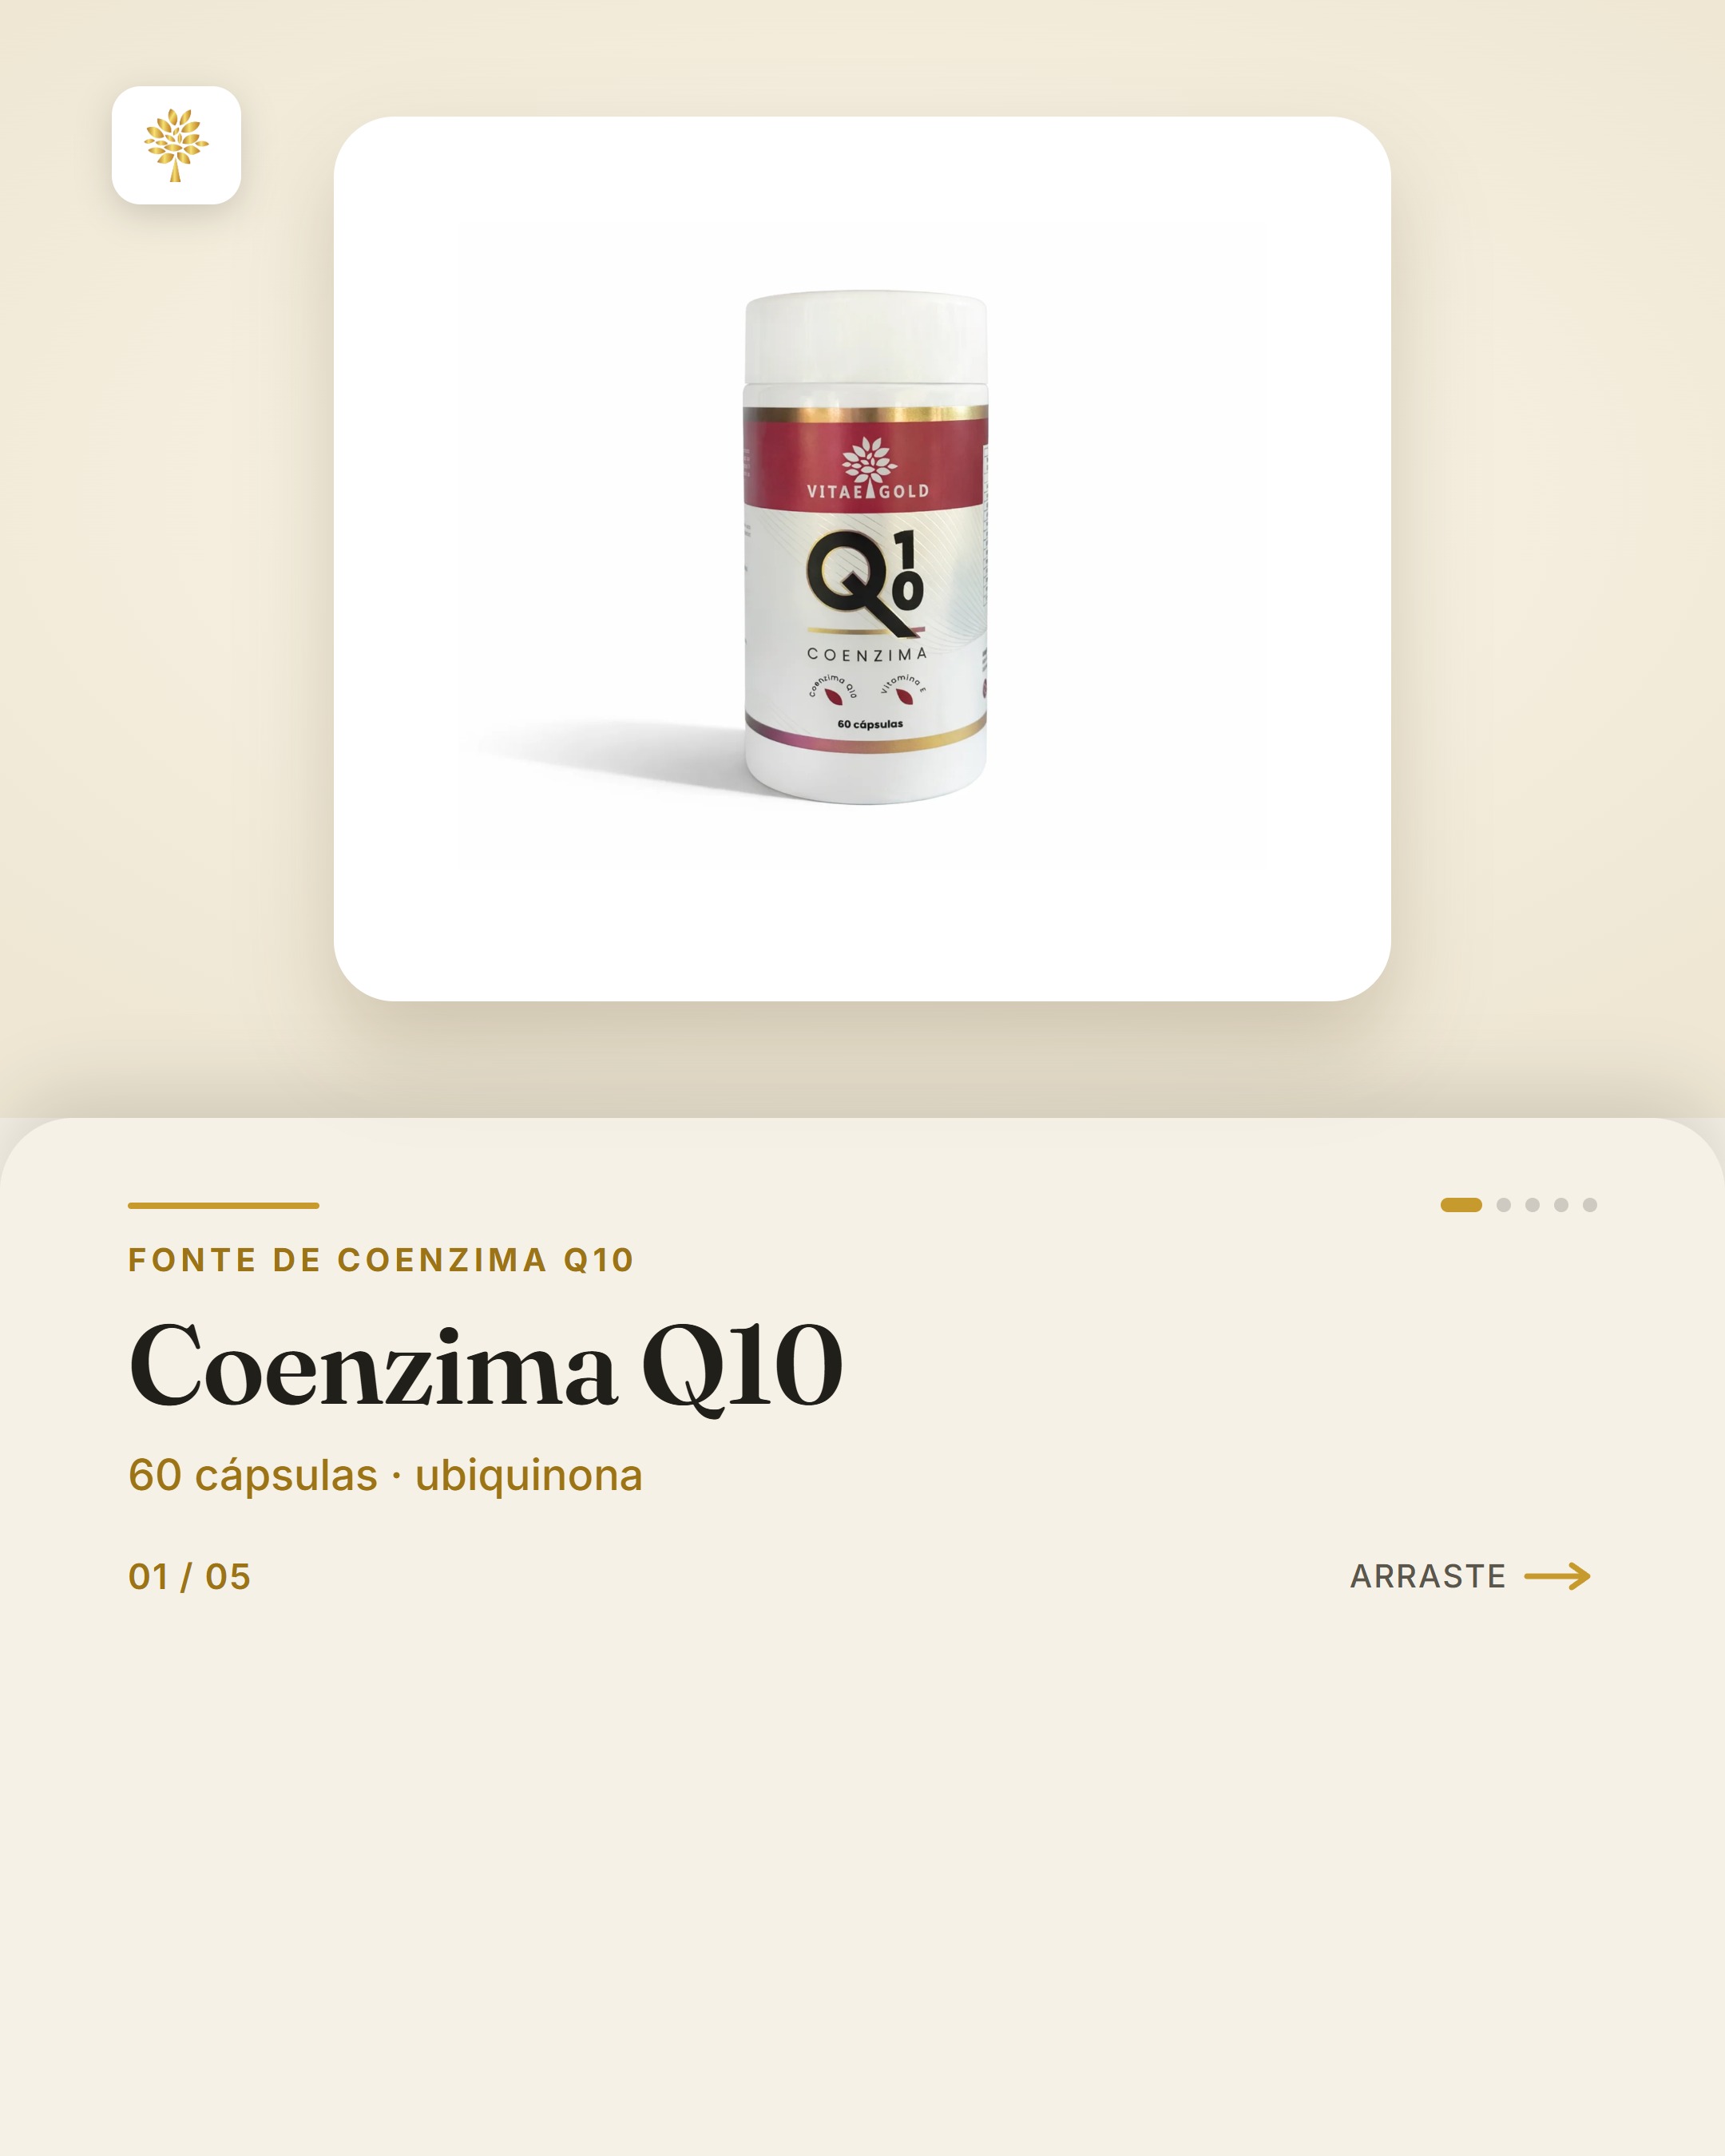 VITAE GOLD
Q10
COENZIMA
Coenzima Q10
Vitamina E
60 cápsulas
FONTE DE COENZIMA Q10
Coenzima Q10
60 cápsulas · ubiquinona
01 / 05
ARRASTE